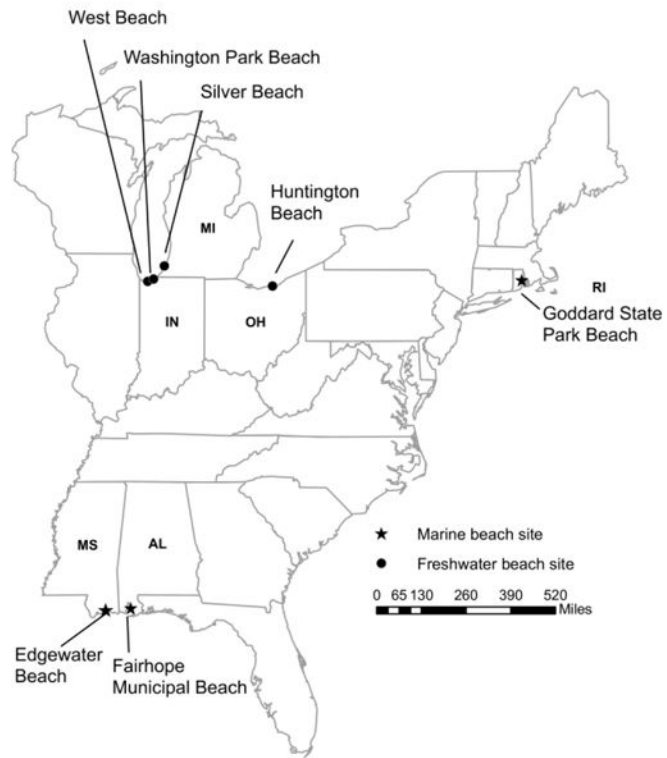 West Beach
Washington Park Beach
Silver Beach
Huntington
Beach
MI
IN
OH
RI
Goddard State
Park Beach
MS
AL
Marine beach site
Freshwater beach site
0 65 130 260 390 520
Miles
Edgewater
Beach
Fairhope
Municipal Beach